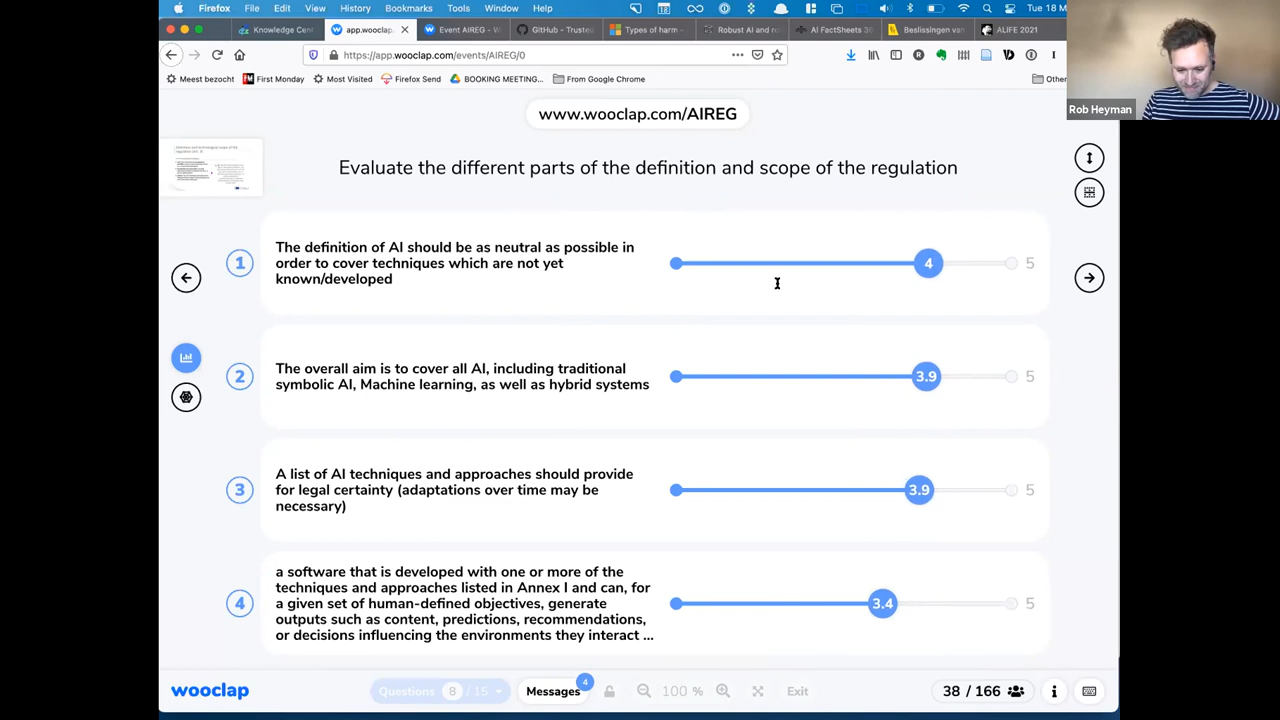 Firefox File Edit View History Bookmarks Tools Window Help Tue 18 M
Knowledge Cent
app.wooclap.
Event AIREG - W
GitHub - Trustec
Types of harm -
Robust AI and ro
AI FactSheets 36
Beslissingen van
ALIFE 2021
https://app.wooclap.com/events/AIREG/0
Meest bezocht First Monday Most Visited Firefox Send BOOKING MEETING... From Google Chrome Other
Rob Heyman
www.wooclap.com/AIREG
Evaluate the different parts of the definition and scope of the regulation
1
The definition of AI should be as neutral as possible in
order to cover techniques which are not yet
known/developed
4 5
2
The overall aim is to cover all AI, including traditional
symbolic AI, Machine learning, as well as hybrid systems
3.9 5
3
A list of AI techniques and approaches should provide
for legal certainty (adaptations over time may be
necessary)
3.9 5
4
a software that is developed with one or more of the
techniques and approaches listed in Annex I and can, for
a given set of human-defined objectives, generate
outputs such as content, predictions, recommendations,
or decisions influencing the environments they interact ...
3.4 5
wooclap Questions 8 / 15 Messages 4 100 % Exit 38 / 166